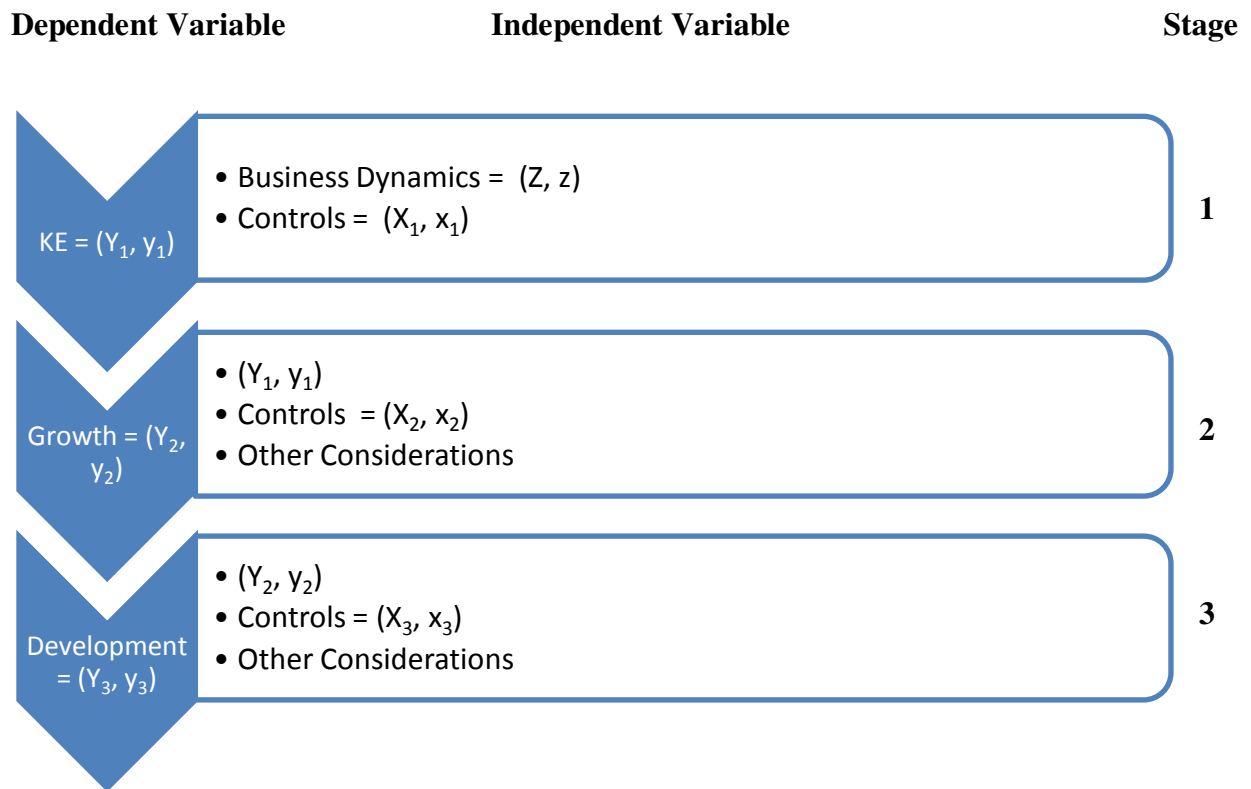 Dependent Variable Independent Variable Stage
KE = (Y₁, y₁)
• Business Dynamics = (Z, z)
• Controls = (X₁, x₁)
1
Growth = (Y₂,
y₂)
• (Y₁, y₁)
• Controls = (X₂, x₂)
• Other Considerations
2
Development
= (Y₃, y₃)
• (Y₂, y₂)
• Controls = (X₃, x₃)
• Other Considerations
3